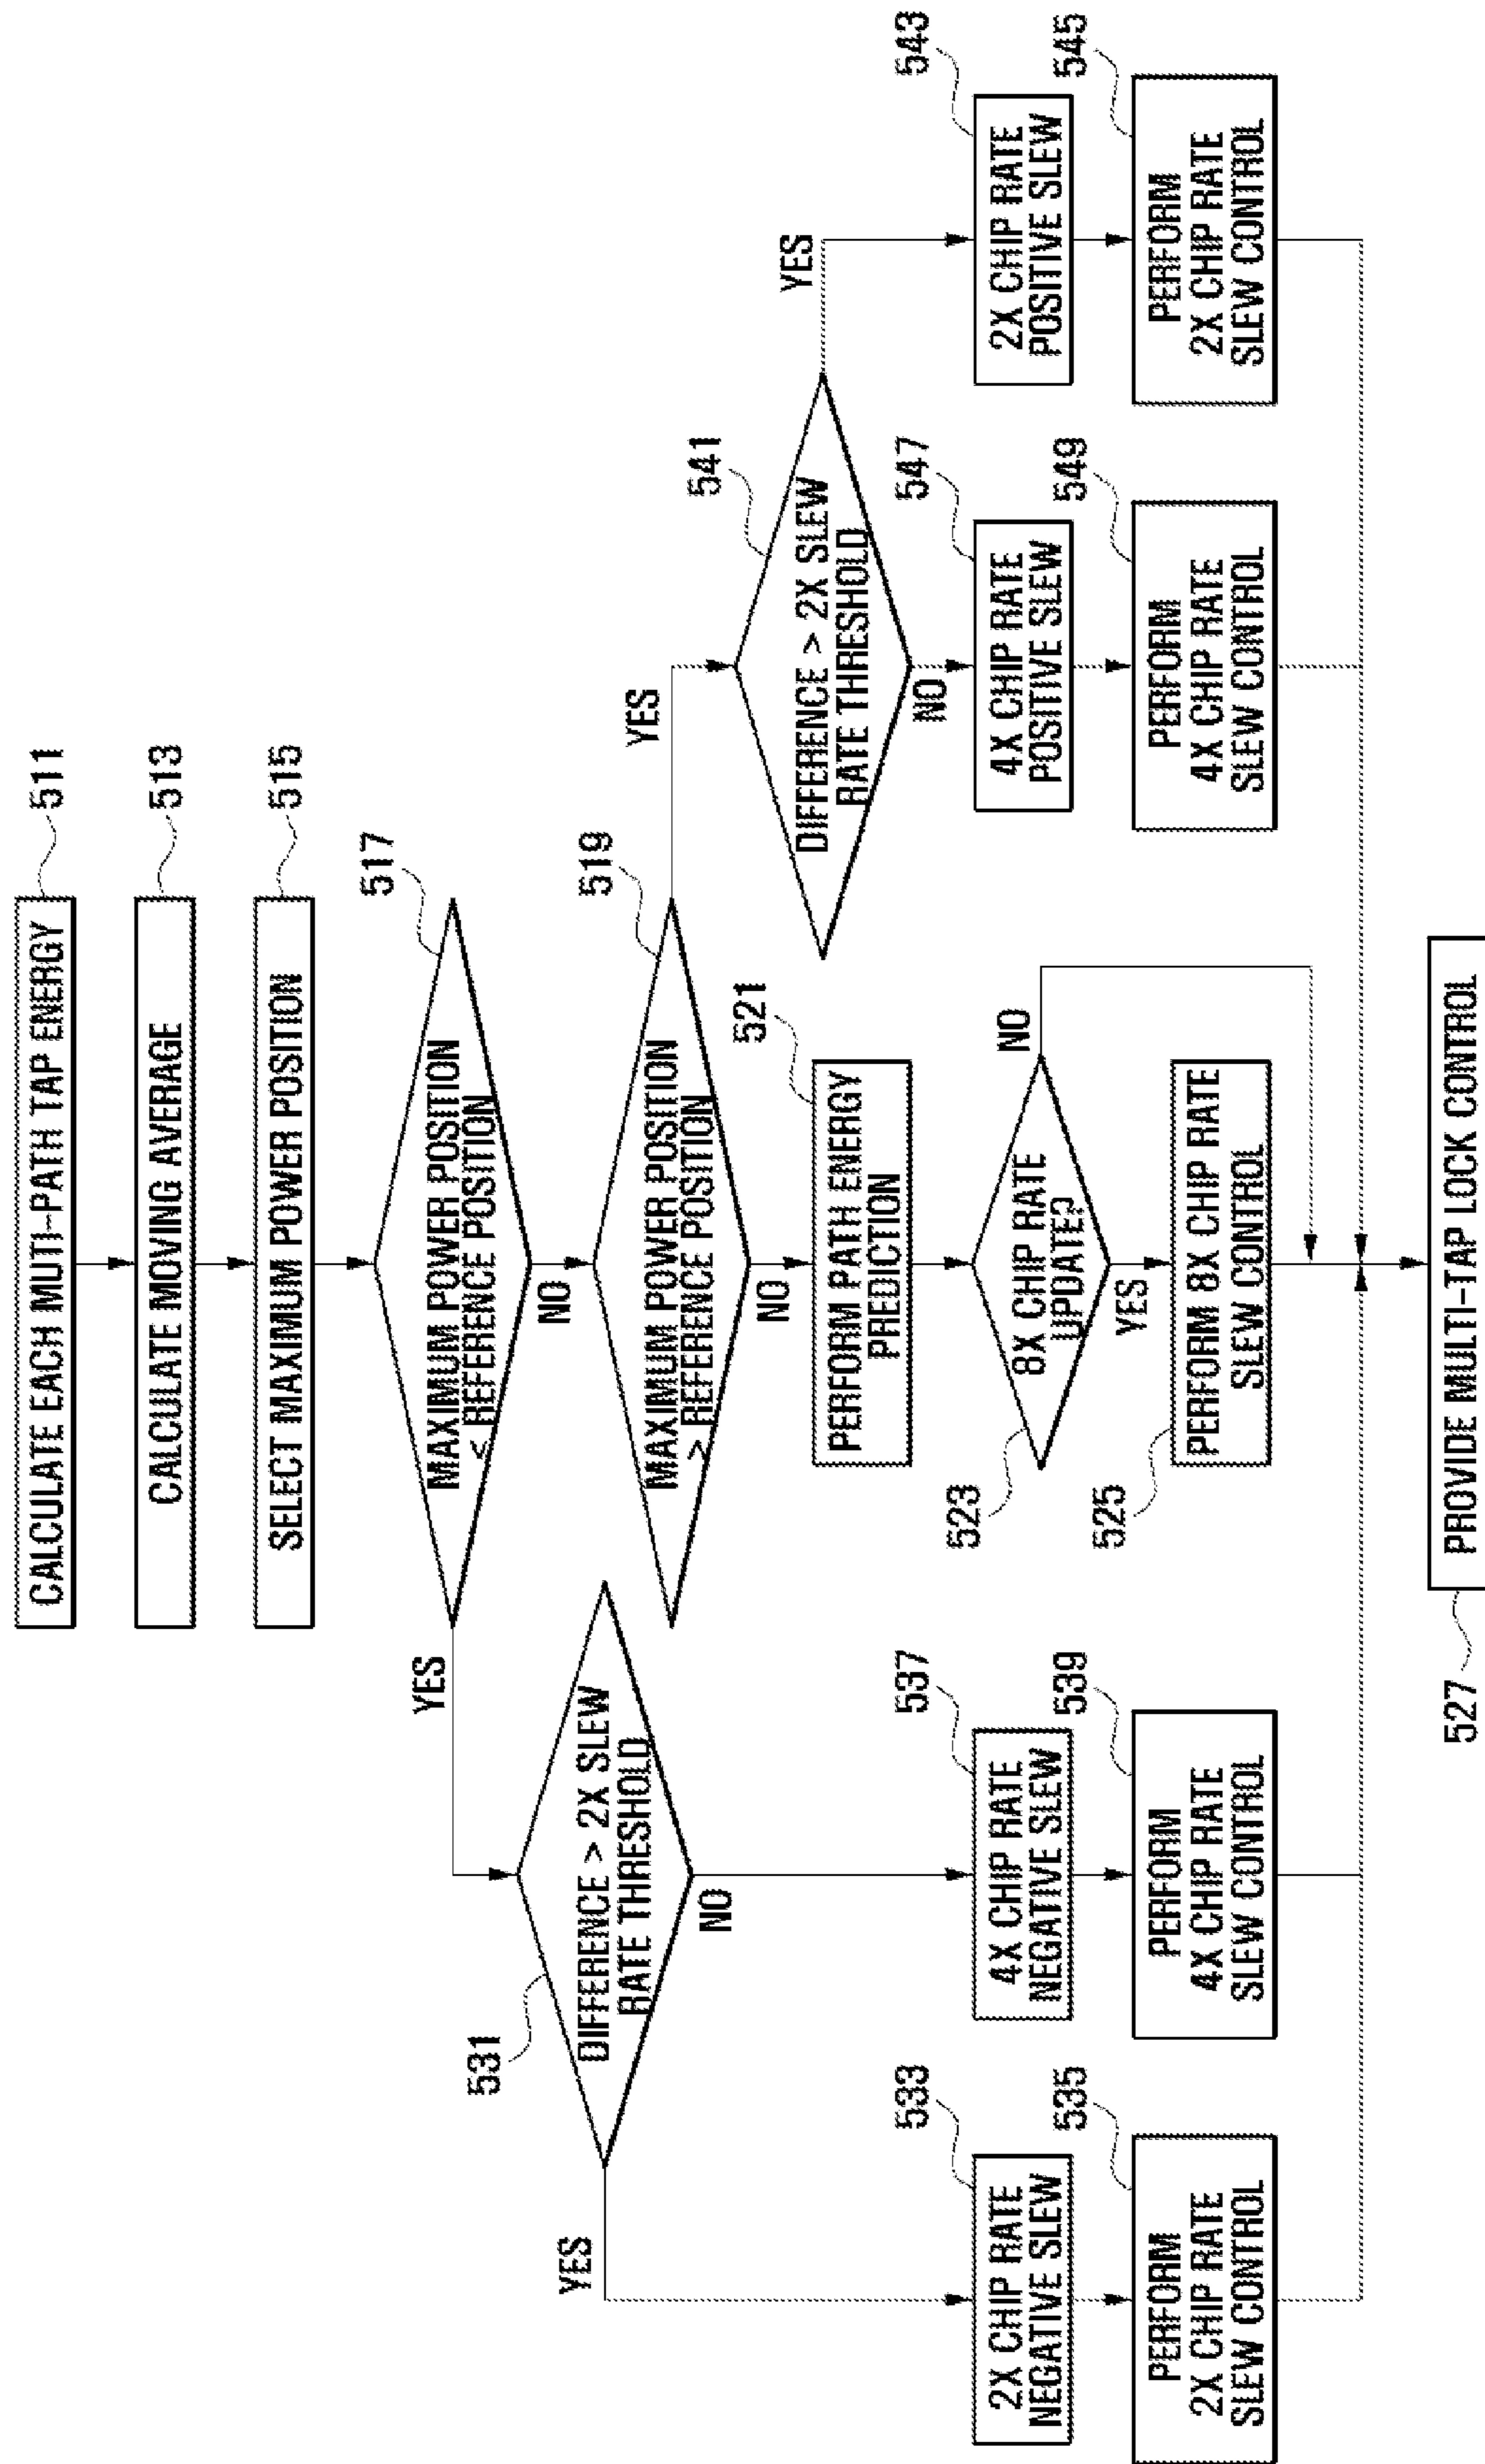 CALCULATE EACH MUTI-PATH TAP ENERGY
511
CALCULATE MOVING AVERAGE
513
SELECT MAXIMUM POWER POSITION
515
MAXIMUM POWER POSITION
< REFERENCE POSITION
517
YES
NO
DIFFERENCE > 2X SLEW
RATE THRESHOLD
531
YES
NO
MAXIMUM POWER POSITION
> REFERENCE POSITION
519
YES
NO
DIFFERENCE > 2X SLEW
RATE THRESHOLD
541
YES
NO
PERFORM PATH ENERGY
PREDICTION
521
2X CHIP RATE
NEGATIVE SLEW
533
4X CHIP RATE
NEGATIVE SLEW
537
8X CHIP RATE
UPDATE?
523
NO
YES
4X CHIP RATE
POSITIVE SLEW
547
2X CHIP RATE
POSITIVE SLEW
543
PERFORM
2X CHIP RATE
SLEW CONTROL
535
PERFORM
4X CHIP RATE
SLEW CONTROL
539
PERFORM 8X CHIP RATE
SLEW CONTROL
525
PERFORM
4X CHIP RATE
SLEW CONTROL
549
PERFORM
2X CHIP RATE
SLEW CONTROL
545
PROVIDE MULTI-TAP LOCK CONTROL
527